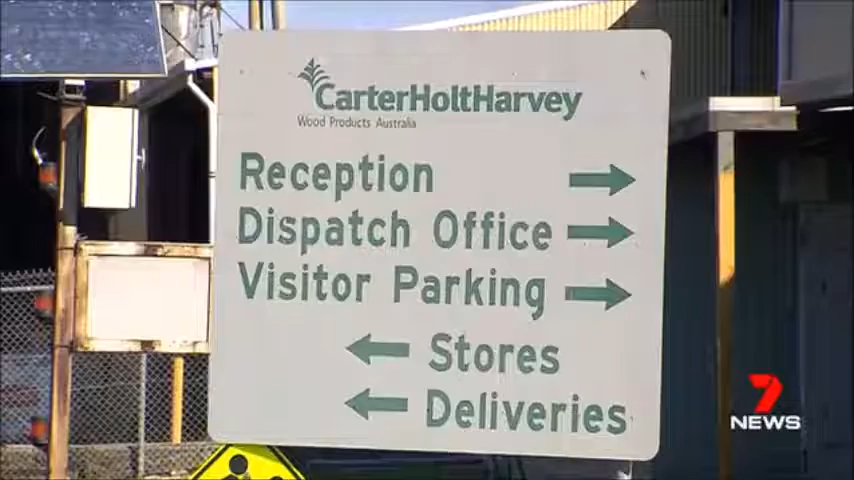 CarterHoltHarvey
Wood Products Australia
Reception
Dispatch Office
Visitor Parking
Stores
Deliveries
7
NEWS